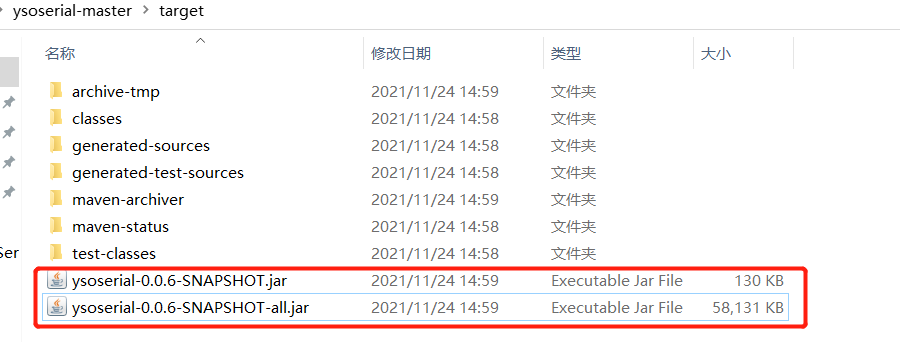 ysoserial-master > target
名称 修改日期 类型 大小
archive-tmp 2021/11/24 14:59 文件夹
classes 2021/11/24 14:58 文件夹
generated-sources 2021/11/24 14:58 文件夹
generated-test-sources 2021/11/24 14:58 文件夹
maven-archiver 2021/11/24 14:59 文件夹
maven-status 2021/11/24 14:58 文件夹
test-classes 2021/11/24 14:58 文件夹
Ser
ysoserial-0.0.6-SNAPSHOT.jar 2021/11/24 14:59 Executable Jar File 130 KB
ysoserial-0.0.6-SNAPSHOT-all.jar 2021/11/24 14:59 Executable Jar File 58,131 KB